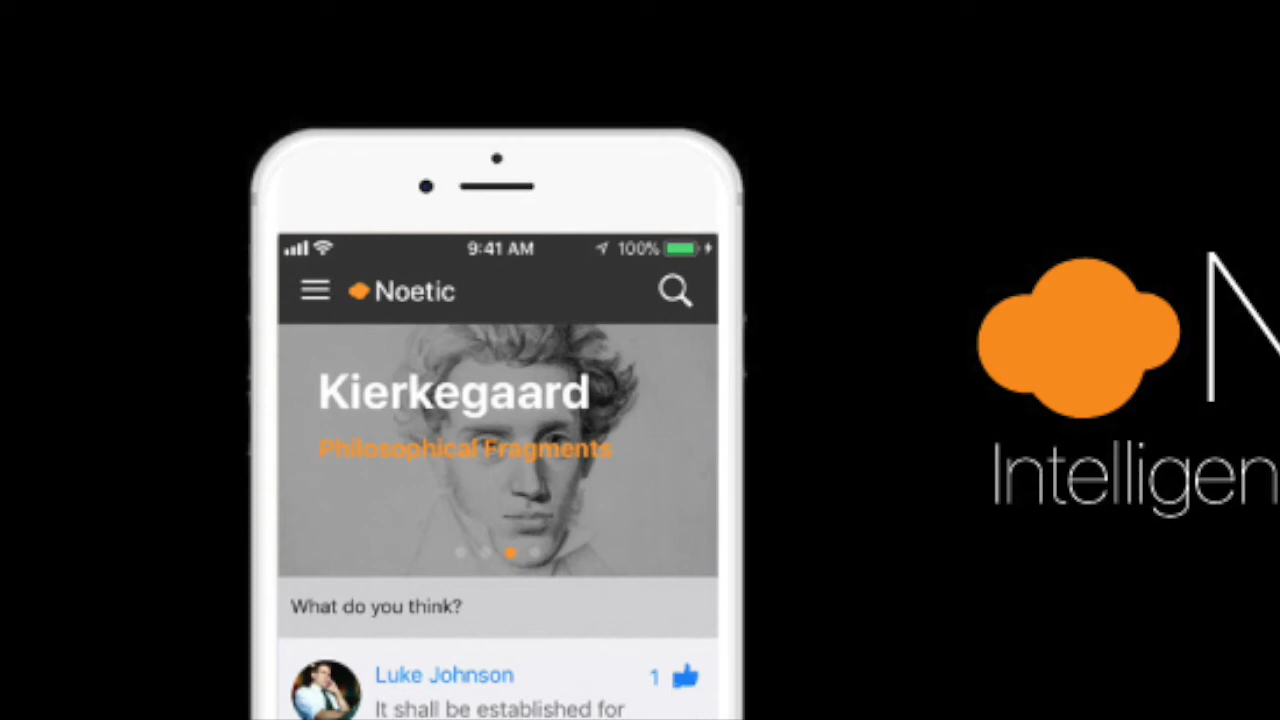 9:41 AM 100%
Noetic
Kierkegaard
Philosophical Fragments
What do you think?
Luke Johnson 1
It shall be established for
N
Intelligen